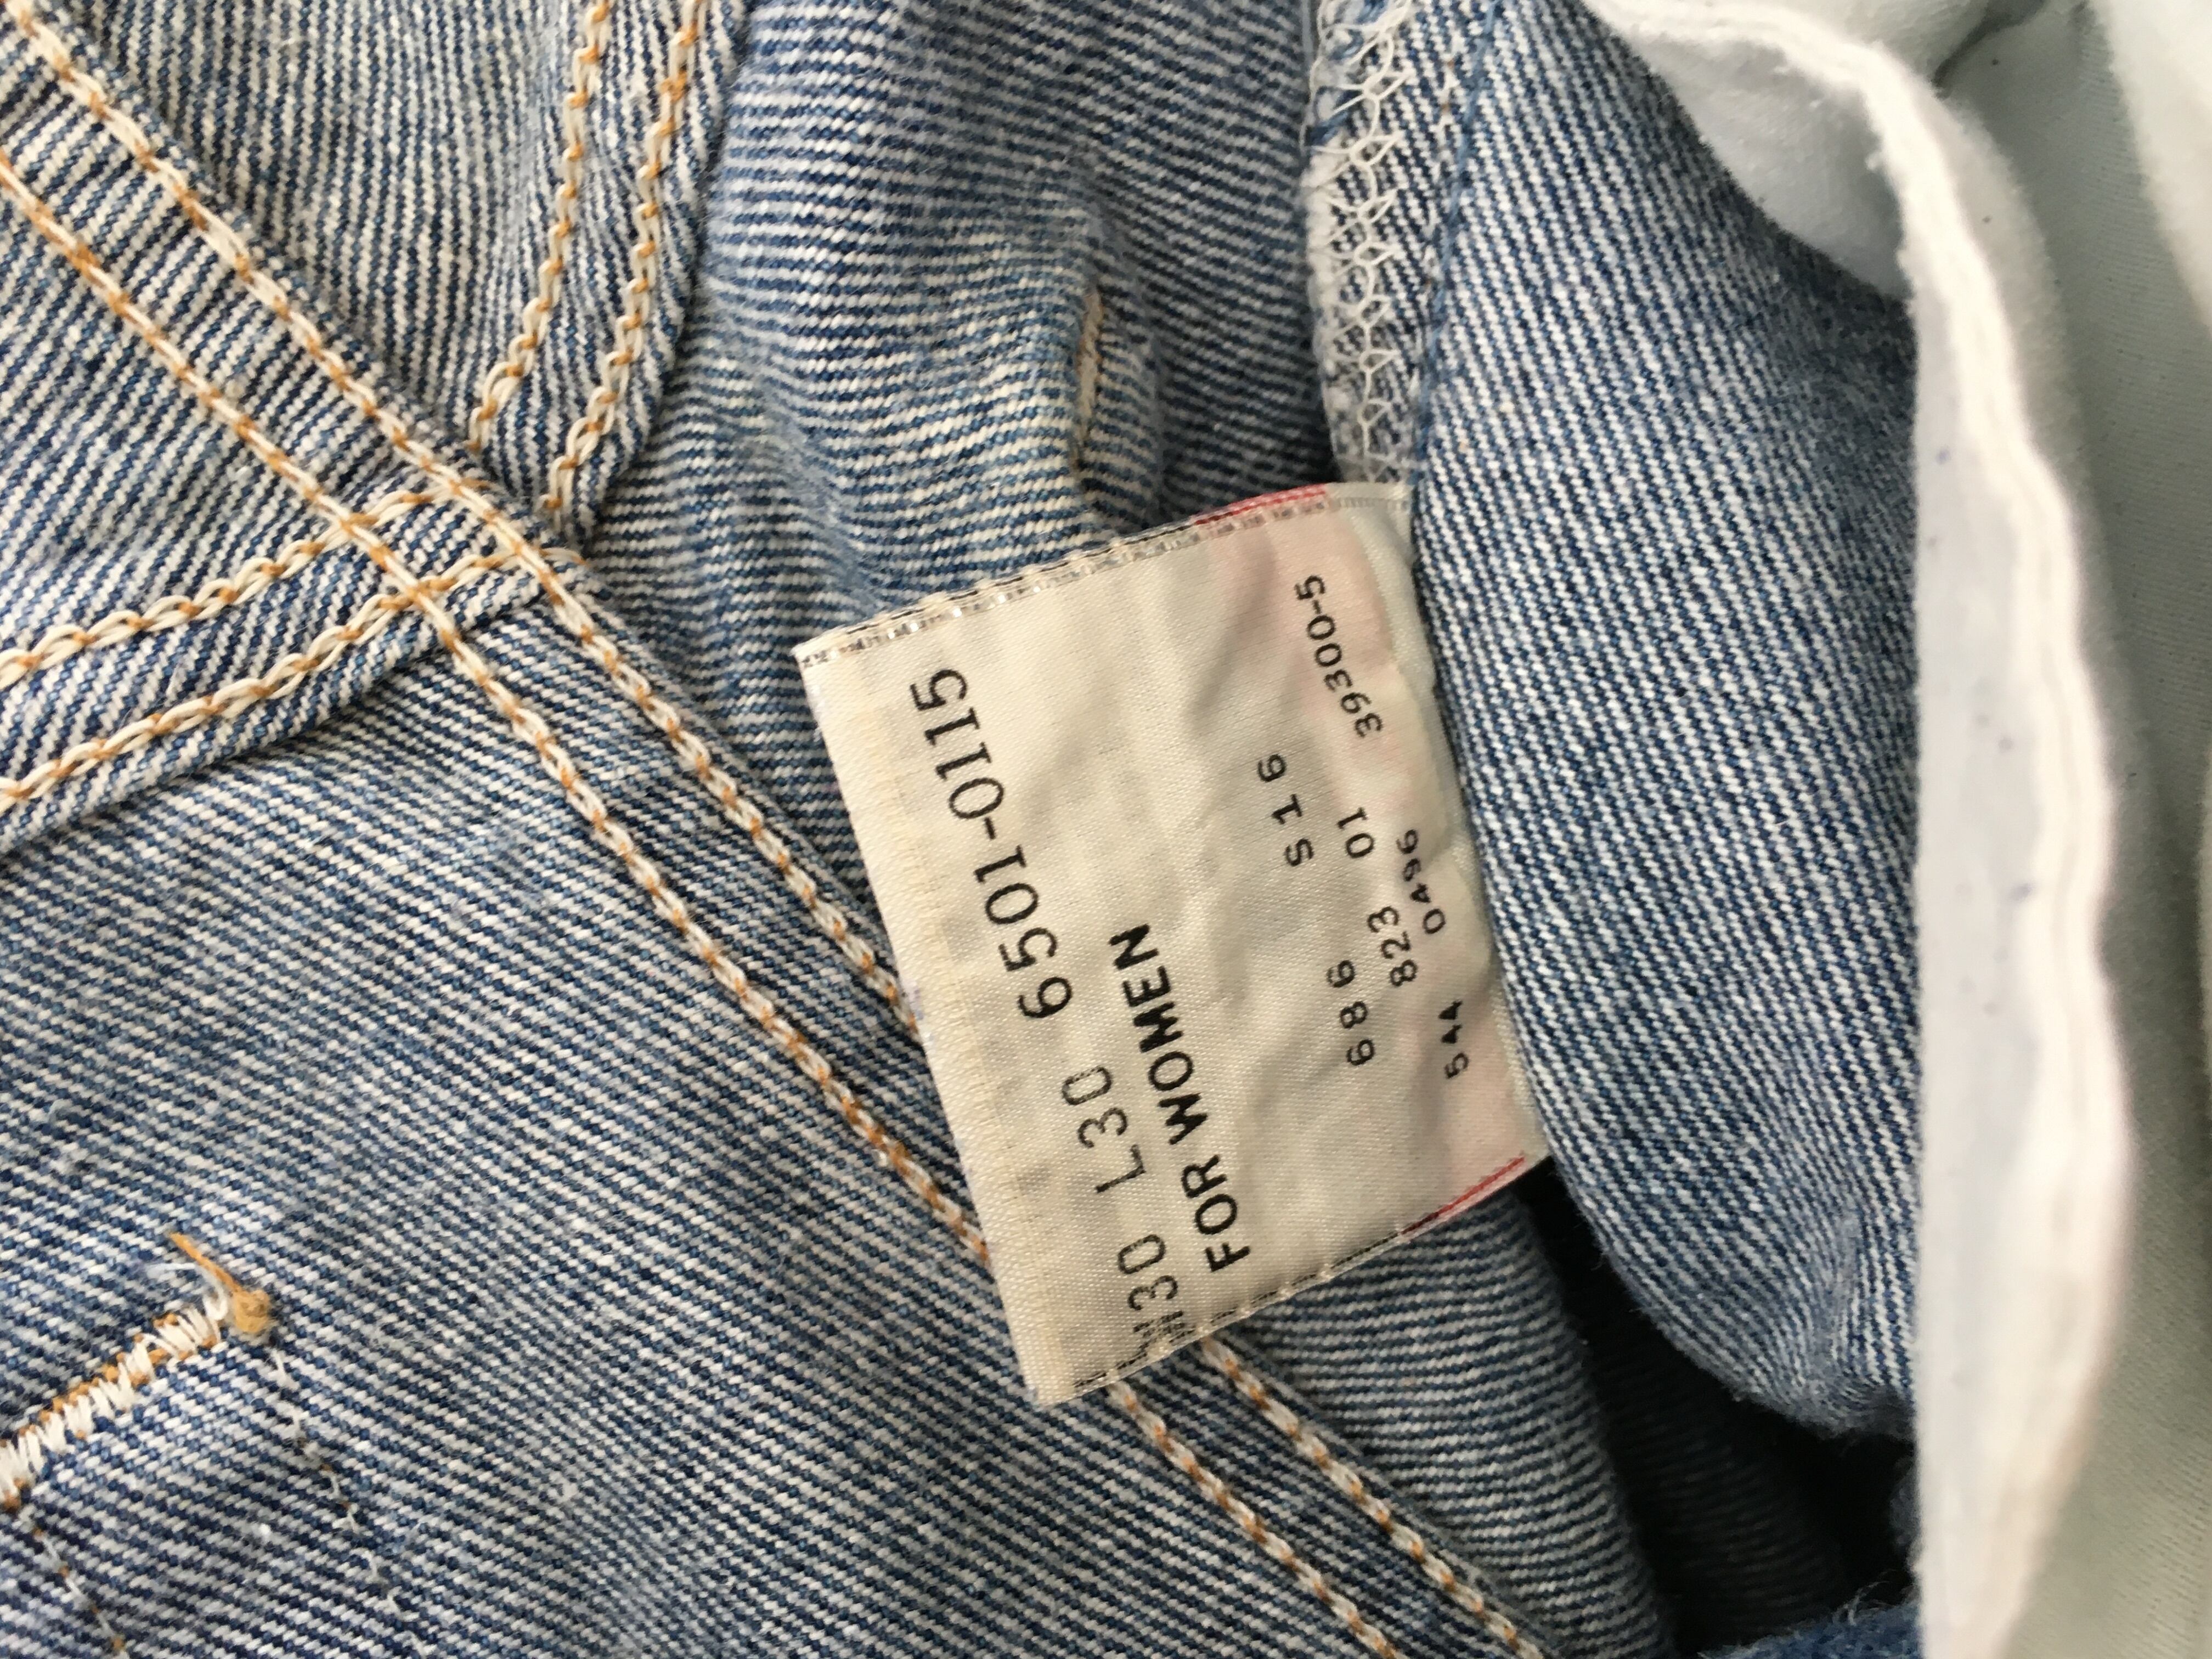 W30 L30 6501-0115
FOR WOMEN
S16
686 01 39300-5
823
544 0496